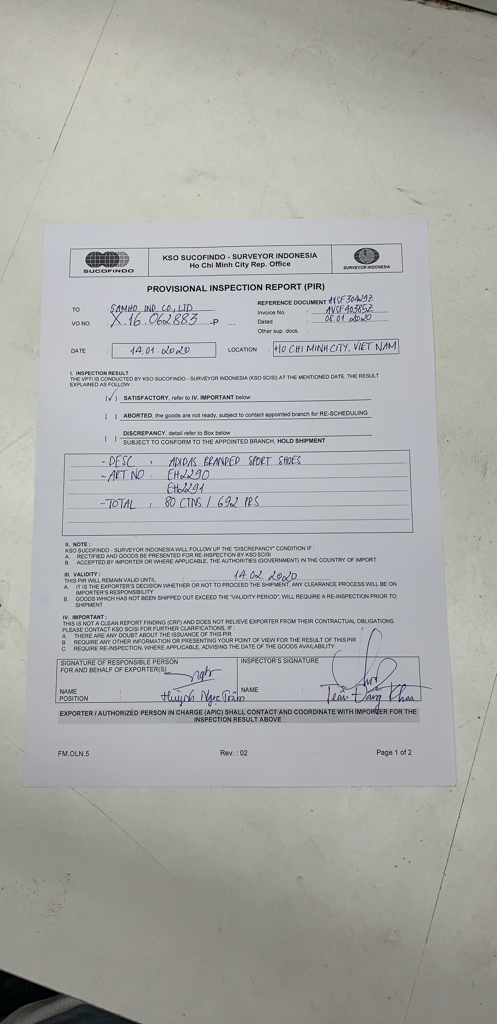 SUCOFINDO
KSO SUCOFINDO - SURVEYOR INDONESIA
Ho Chi Minh City Rep. Office
SURVEYOR INDONESIA
PROVISIONAL INSPECTION REPORT (PIR)
TO SAMHO IND CO., LTD
VO NO. X.16.062883 -P ...
REFERENCE DOCUMENT
Invoice No. :
Dated : 08.01.2020
Other sup. docs. :
DATE : 14.01.2020 LOCATION : HO CHI MINH CITY, VIET NAM
I. INSPECTION RESULT
THE VPTI IS CONDUCTED BY KSO SUCOFINDO - SURVEYOR INDONESIA (KSO SCISI) AT THE MENTIONED DATE. THE RESULT
EXPLAINED AS FOLLOW :
[√] SATISFACTORY, refer to IV. IMPORTANT below
[ ] ABORTED, the goods are not ready, subject to contact appointed branch for RE-SCHEDULING
DISCREPANCY, detail refer to Box below
[ ] SUBJECT TO CONFORM TO THE APPOINTED BRANCH, HOLD SHIPMENT
- DESC : ADIDAS BRANDED SPORT SHOES
- ART NO : EH2290
EH2291
- TOTAL : 80 CTNS / 692 PRS
II. NOTE :
KSO SUCOFINDO - SURVEYOR INDONESIA WILL FOLLOW UP THE "DISCREPANCY" CONDITION IF :
A. RECTIFIED AND GOODS BE PRESENTED FOR RE-INSPECTION BY KSO SCISI
B. ACCEPTED BY IMPORTER OR WHERE APPLICABLE, THE AUTHORITIES (GOVERNMENT) IN THE COUNTRY OF IMPORT
III. VALIDITY :
THIS PIR WILL REMAIN VALID UNTIL 14.02.2020
A. IT IS THE EXPORTER'S DECISION WHETHER OR NOT TO PROCEED THE SHIPMENT, ANY CLEARANCE PROCESS WILL BE ON
IMPORTER'S RESPONSIBILITY
B. GOODS WHICH HAS NOT BEEN SHIPPED OUT EXCEED THE "VALIDITY PERIOD", WILL REQUIRE A RE-INSPECTION PRIOR TO
SHIPMENT
IV. IMPORTANT :
THIS IS NOT A CLEAN REPORT FINDING (CRF) AND DOES NOT RELIEVE EXPORTER FROM THEIR CONTRACTUAL OBLIGATIONS.
PLEASE CONTACT KSO SCISI FOR FURTHER CLARIFICATIONS, IF :
A. THERE ARE ANY DOUBT ABOUT THE ISSUANCE OF THIS PIR
B. REQUIRE ANY OTHER INFORMATION OR PRESENTING YOUR POINT OF VIEW FOR THE RESULT OF THIS PIR
C. REQUIRE RE-INSPECTION, WHERE APPLICABLE, ADVISING THE DATE OF THE GOODS AVAILABILITY
SIGNATURE OF RESPONSIBLE PERSON INSPECTOR'S SIGNATURE
FOR AND BEHALF OF EXPORTER(S)
NAME : Huỳnh Ngọc Trâm NAME : Trần Đăng Khoa
POSITION :
EXPORTER / AUTHORIZED PERSON IN CHARGE (APIC) SHALL CONTACT AND COORDINATE WITH IMPORTER FOR THE
INSPECTION RESULT ABOVE
FM.OLN.5 Rev. : 02 Page 1 of 2